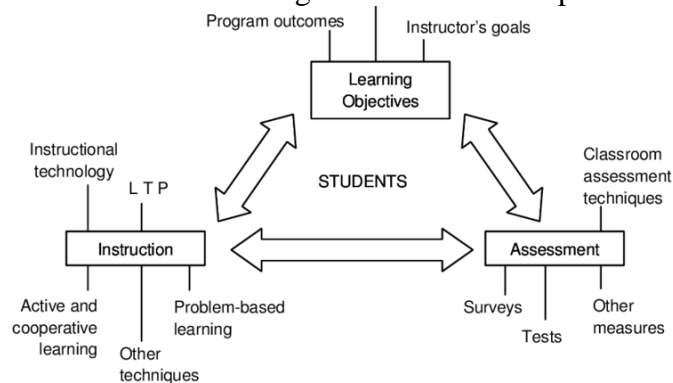 Program outcomes
Instructor's goals
Learning
Objectives
Instructional
technology
L T P
STUDENTS
Classroom
assessment
techniques
Instruction
Assessment
Active and
cooperative
learning
Other
techniques
Problem-based
learning
Surveys
Tests
Other
measures